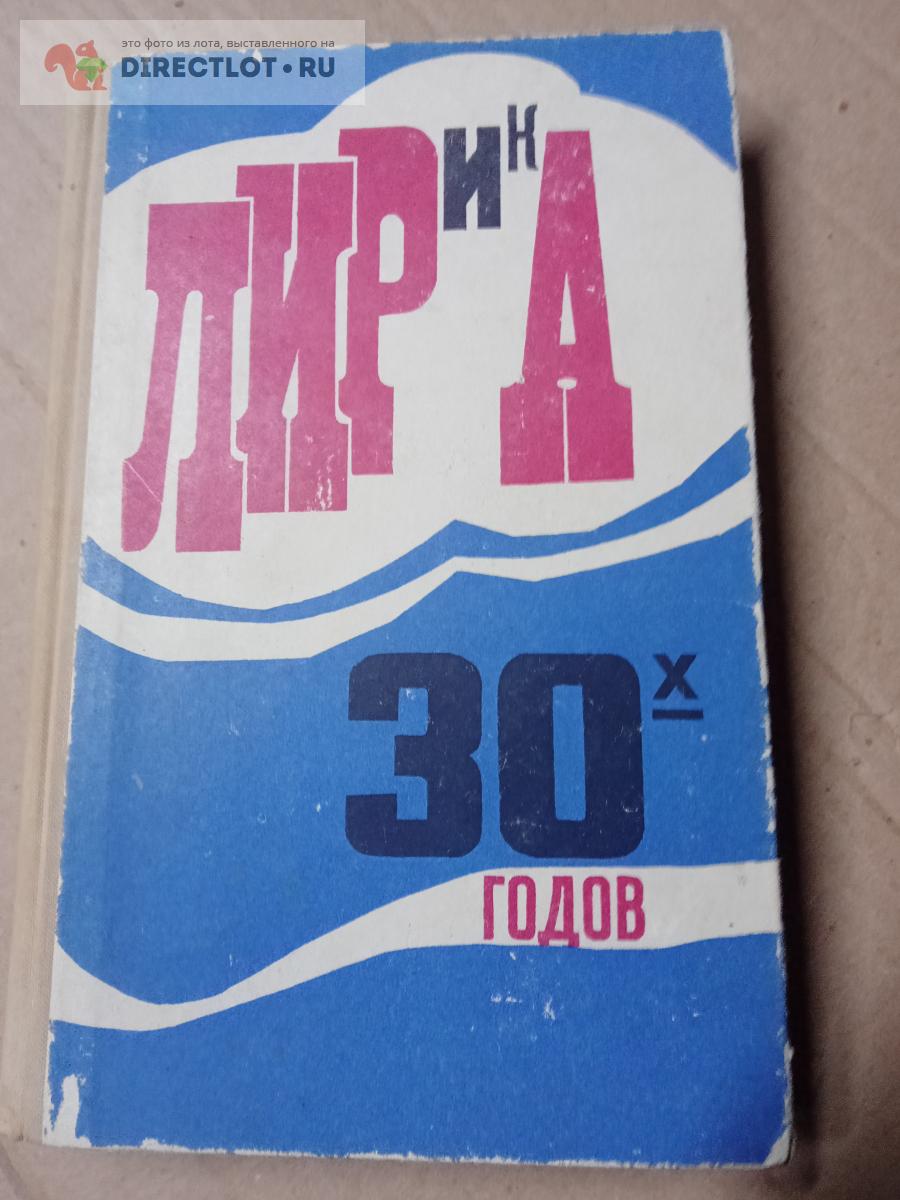 это фото из лота, выставленного на
DIRECTLOT•RU
ЛИРИКА
30х
ГОДОВ